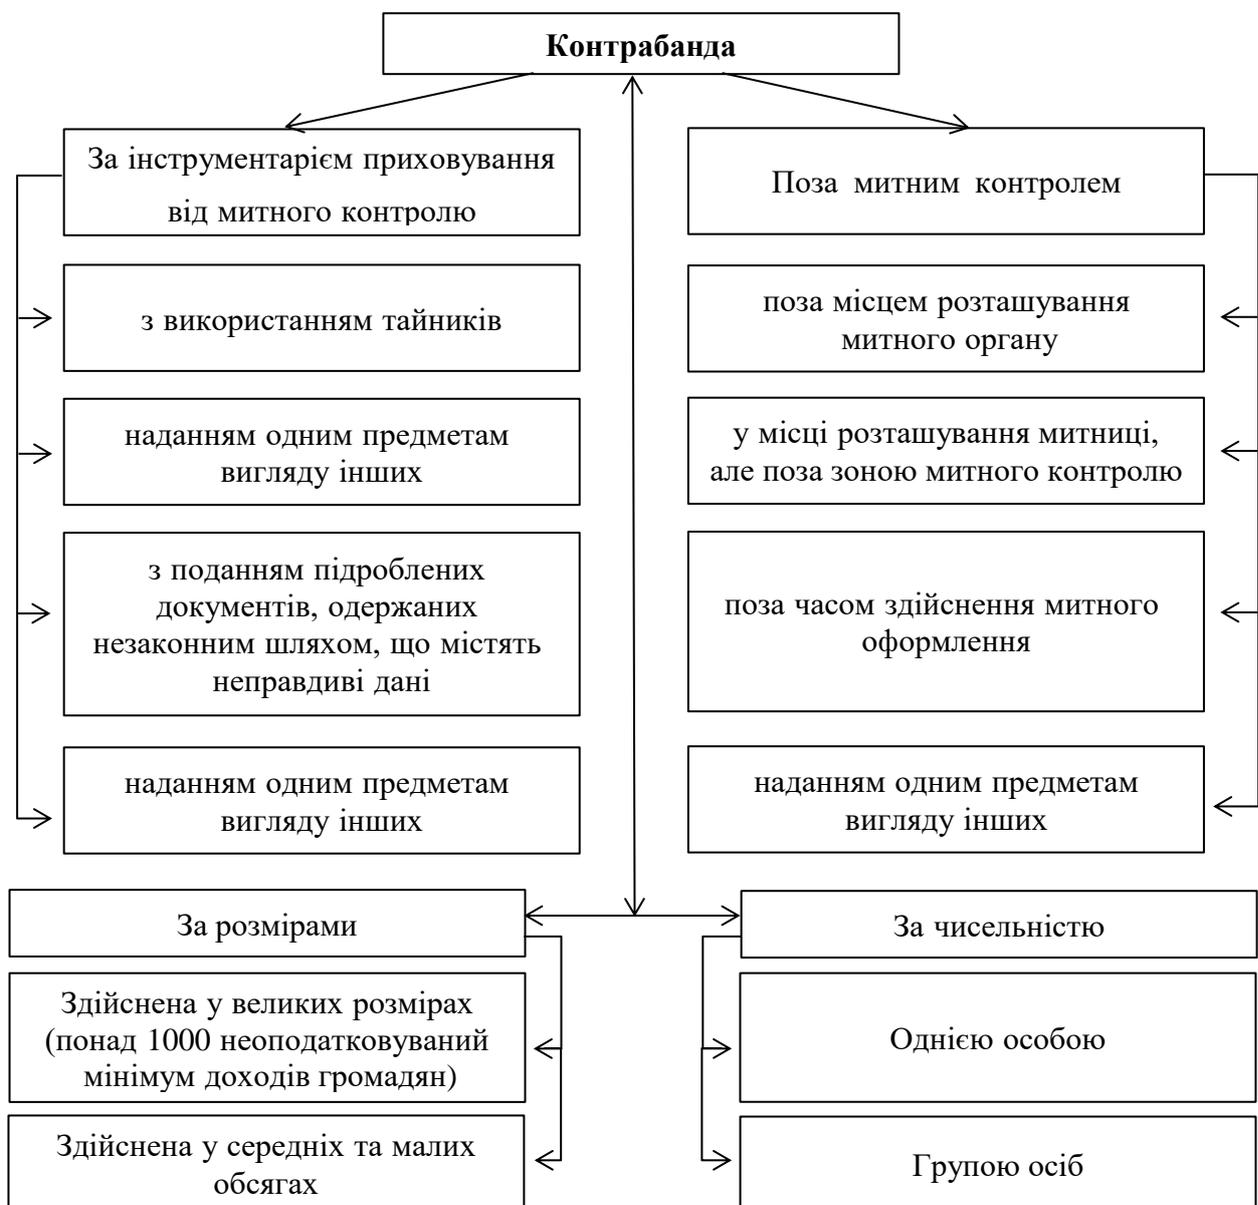 Контрабанда
За інструментарієм приховування
від митного контролю
з використанням тайників
наданням одним предметам
вигляду інших
з поданням підроблених
документів, одержаних
незаконним шляхом, що містять
неправдиві дані
наданням одним предметам
вигляду інших
Поза митним контролем
поза місцем розташування
митного органу
у місці розташування митниці,
але поза зоною митного контролю
поза часом здійснення митного
оформлення
наданням одним предметам
вигляду інших
За розмірами
Здійснена у великих розмірах
(понад 1000 неоподатковуваний
мінімум доходів громадян)
Здійснена у середніх та малих
обсягах
За чисельністю
Однією особою
Групою осіб